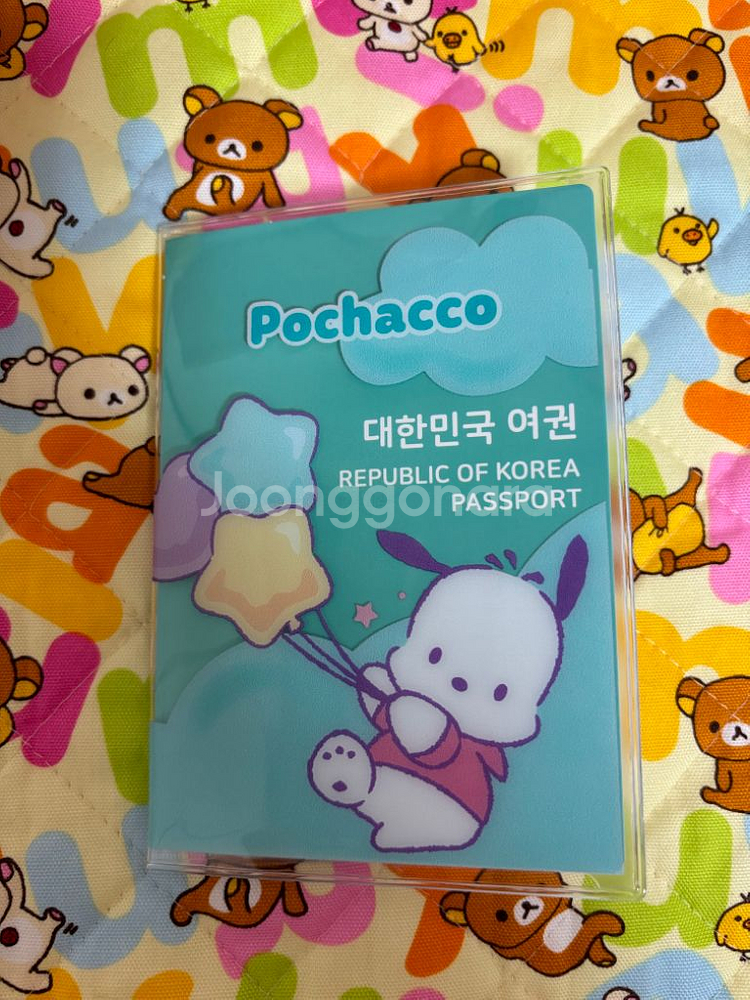 Pochacco
대한민국 여권
REPUBLIC OF KOREA
PASSPORT
Joonggonara